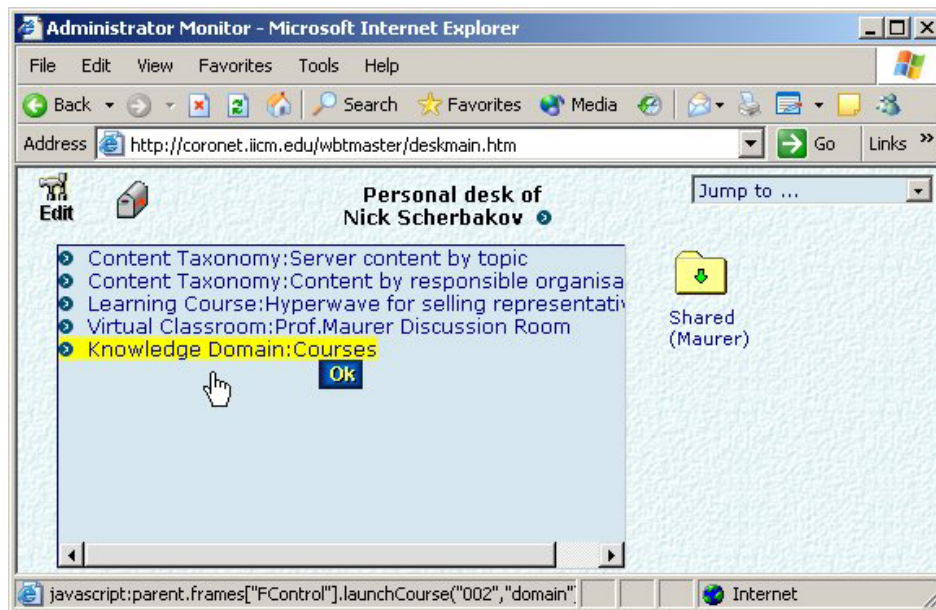 Administrator Monitor - Microsoft Internet Explorer
File Edit View Favorites Tools Help
Back Search Favorites Media
Address http://coronet.iicm.edu/wbtmaster/deskmain.htm Go Links »
Edit
Personal desk of
Nick Scherbakov
Jump to ...
Content Taxonomy:Server content by topic
Content Taxonomy:Content by responsible organisa
Learning Course:Hyperwave for selling representativ
Virtual Classroom:Prof.Maurer Discussion Room
Knowledge Domain:Courses
Ok
Shared
(Maurer)
javascript:parent.frames["FControl"].launchCourse("002","domain" Internet